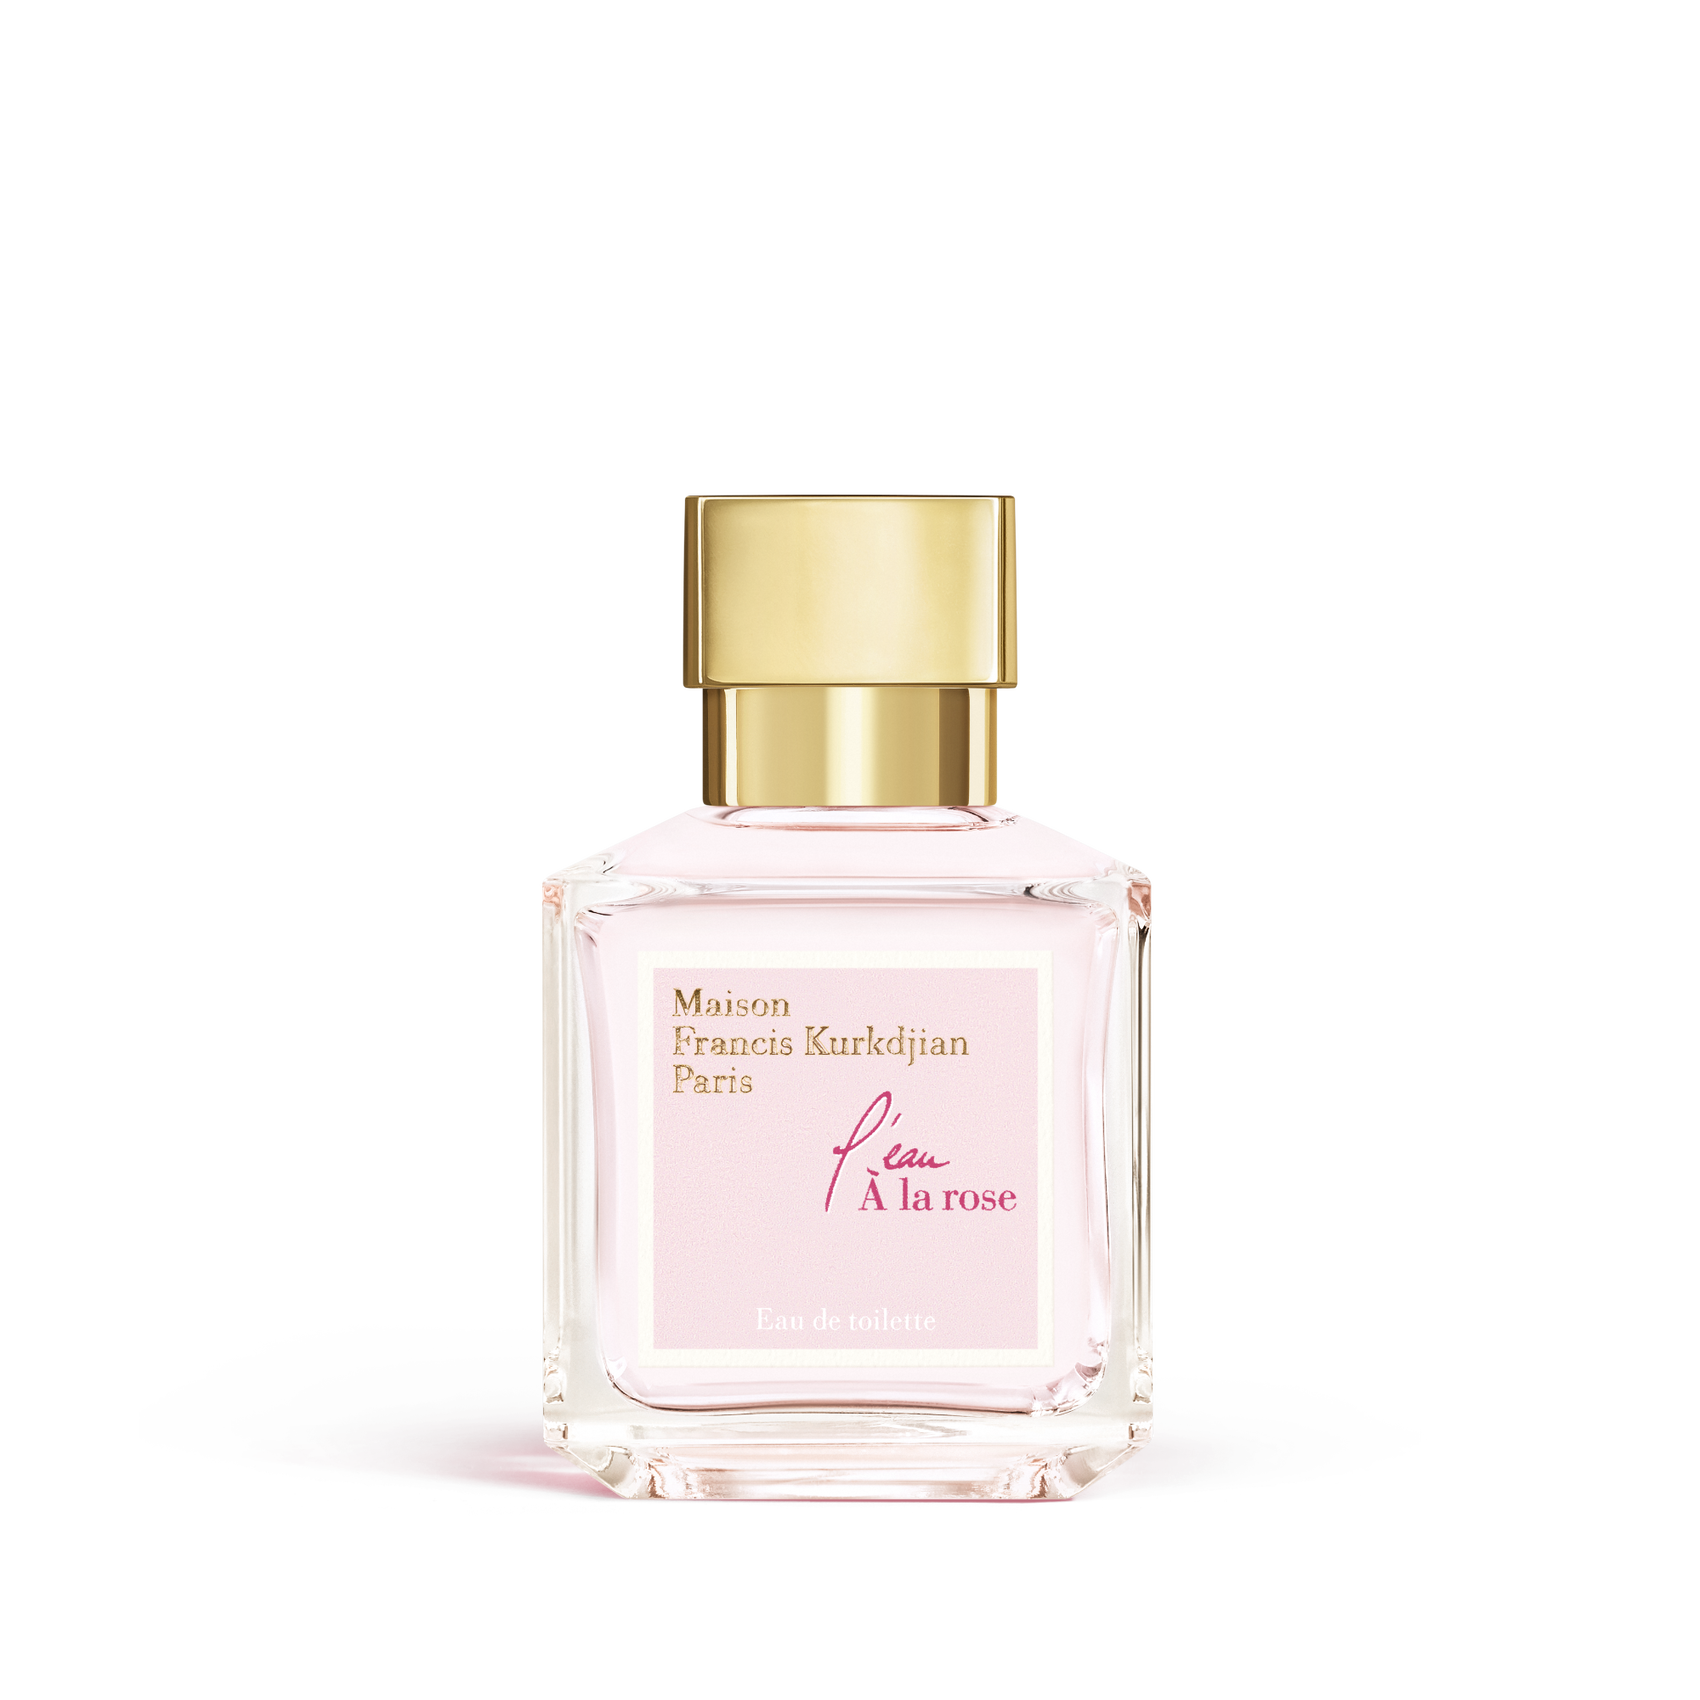 Maison
Francis Kurkdjian
Paris
l'eau
À la rose
Eau de toilette